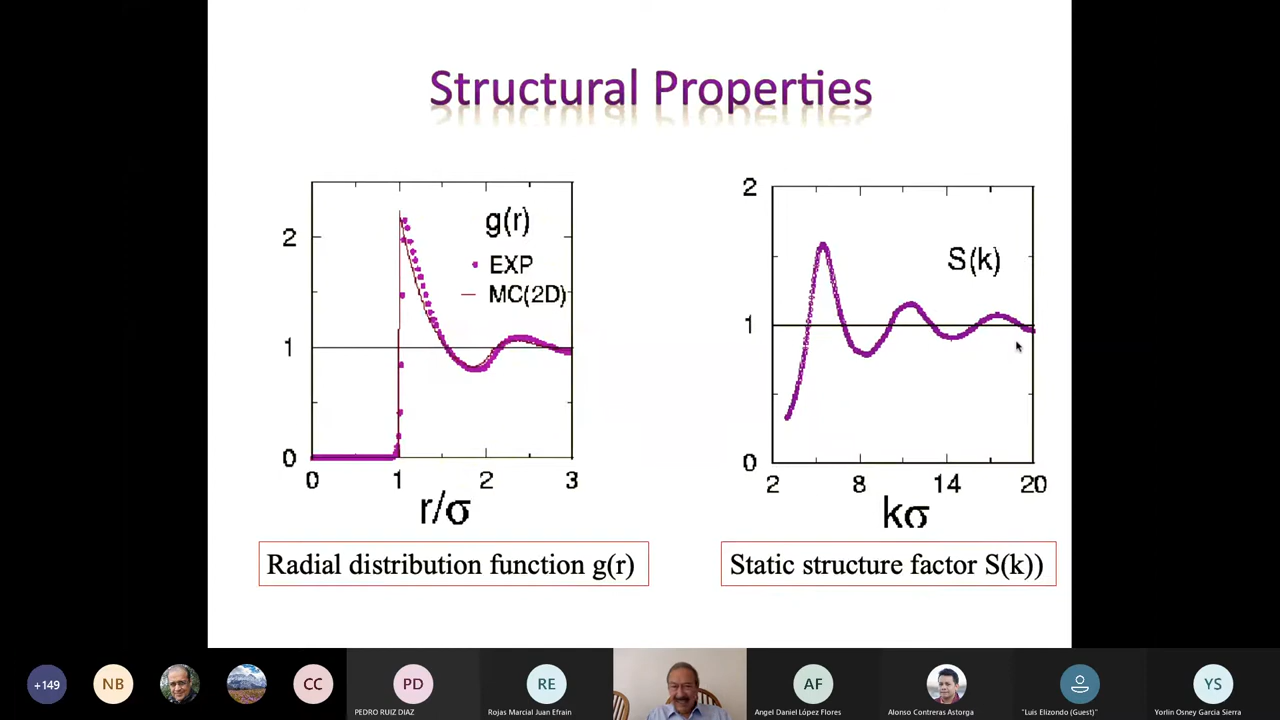 Structural Properties
g(r)
EXP
MC(2D)
2
1
0
0 1 2 3
r/σ
Radial distribution function g(r)
S(k)
2
1
0
2 8 14 20
kσ
Static structure factor S(k))
+149
NB
CC
PD
PEDRO RUIZ DIAZ
RE
Rojas Marcial Juan Efrain
AF
Angel Daniel López Flores
Alonso Contreras Astorga
"Luis Elizondo (Guest)"
YS
Yorlin Osney Garcia Sierra